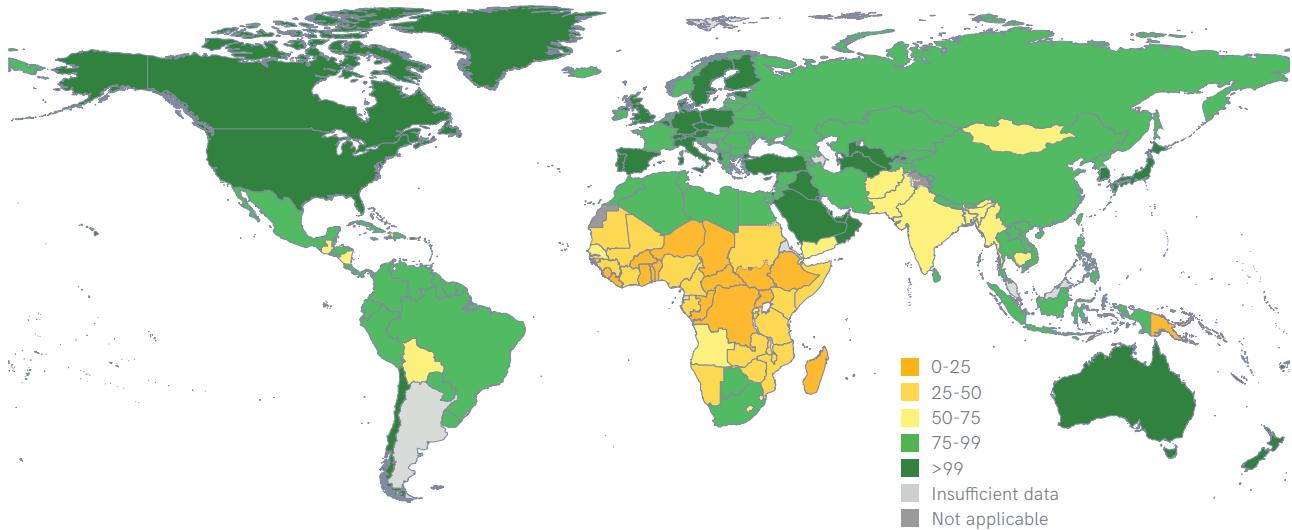 0-25
25-50
50-75
75-99
>99
Insufficient data
Not applicable